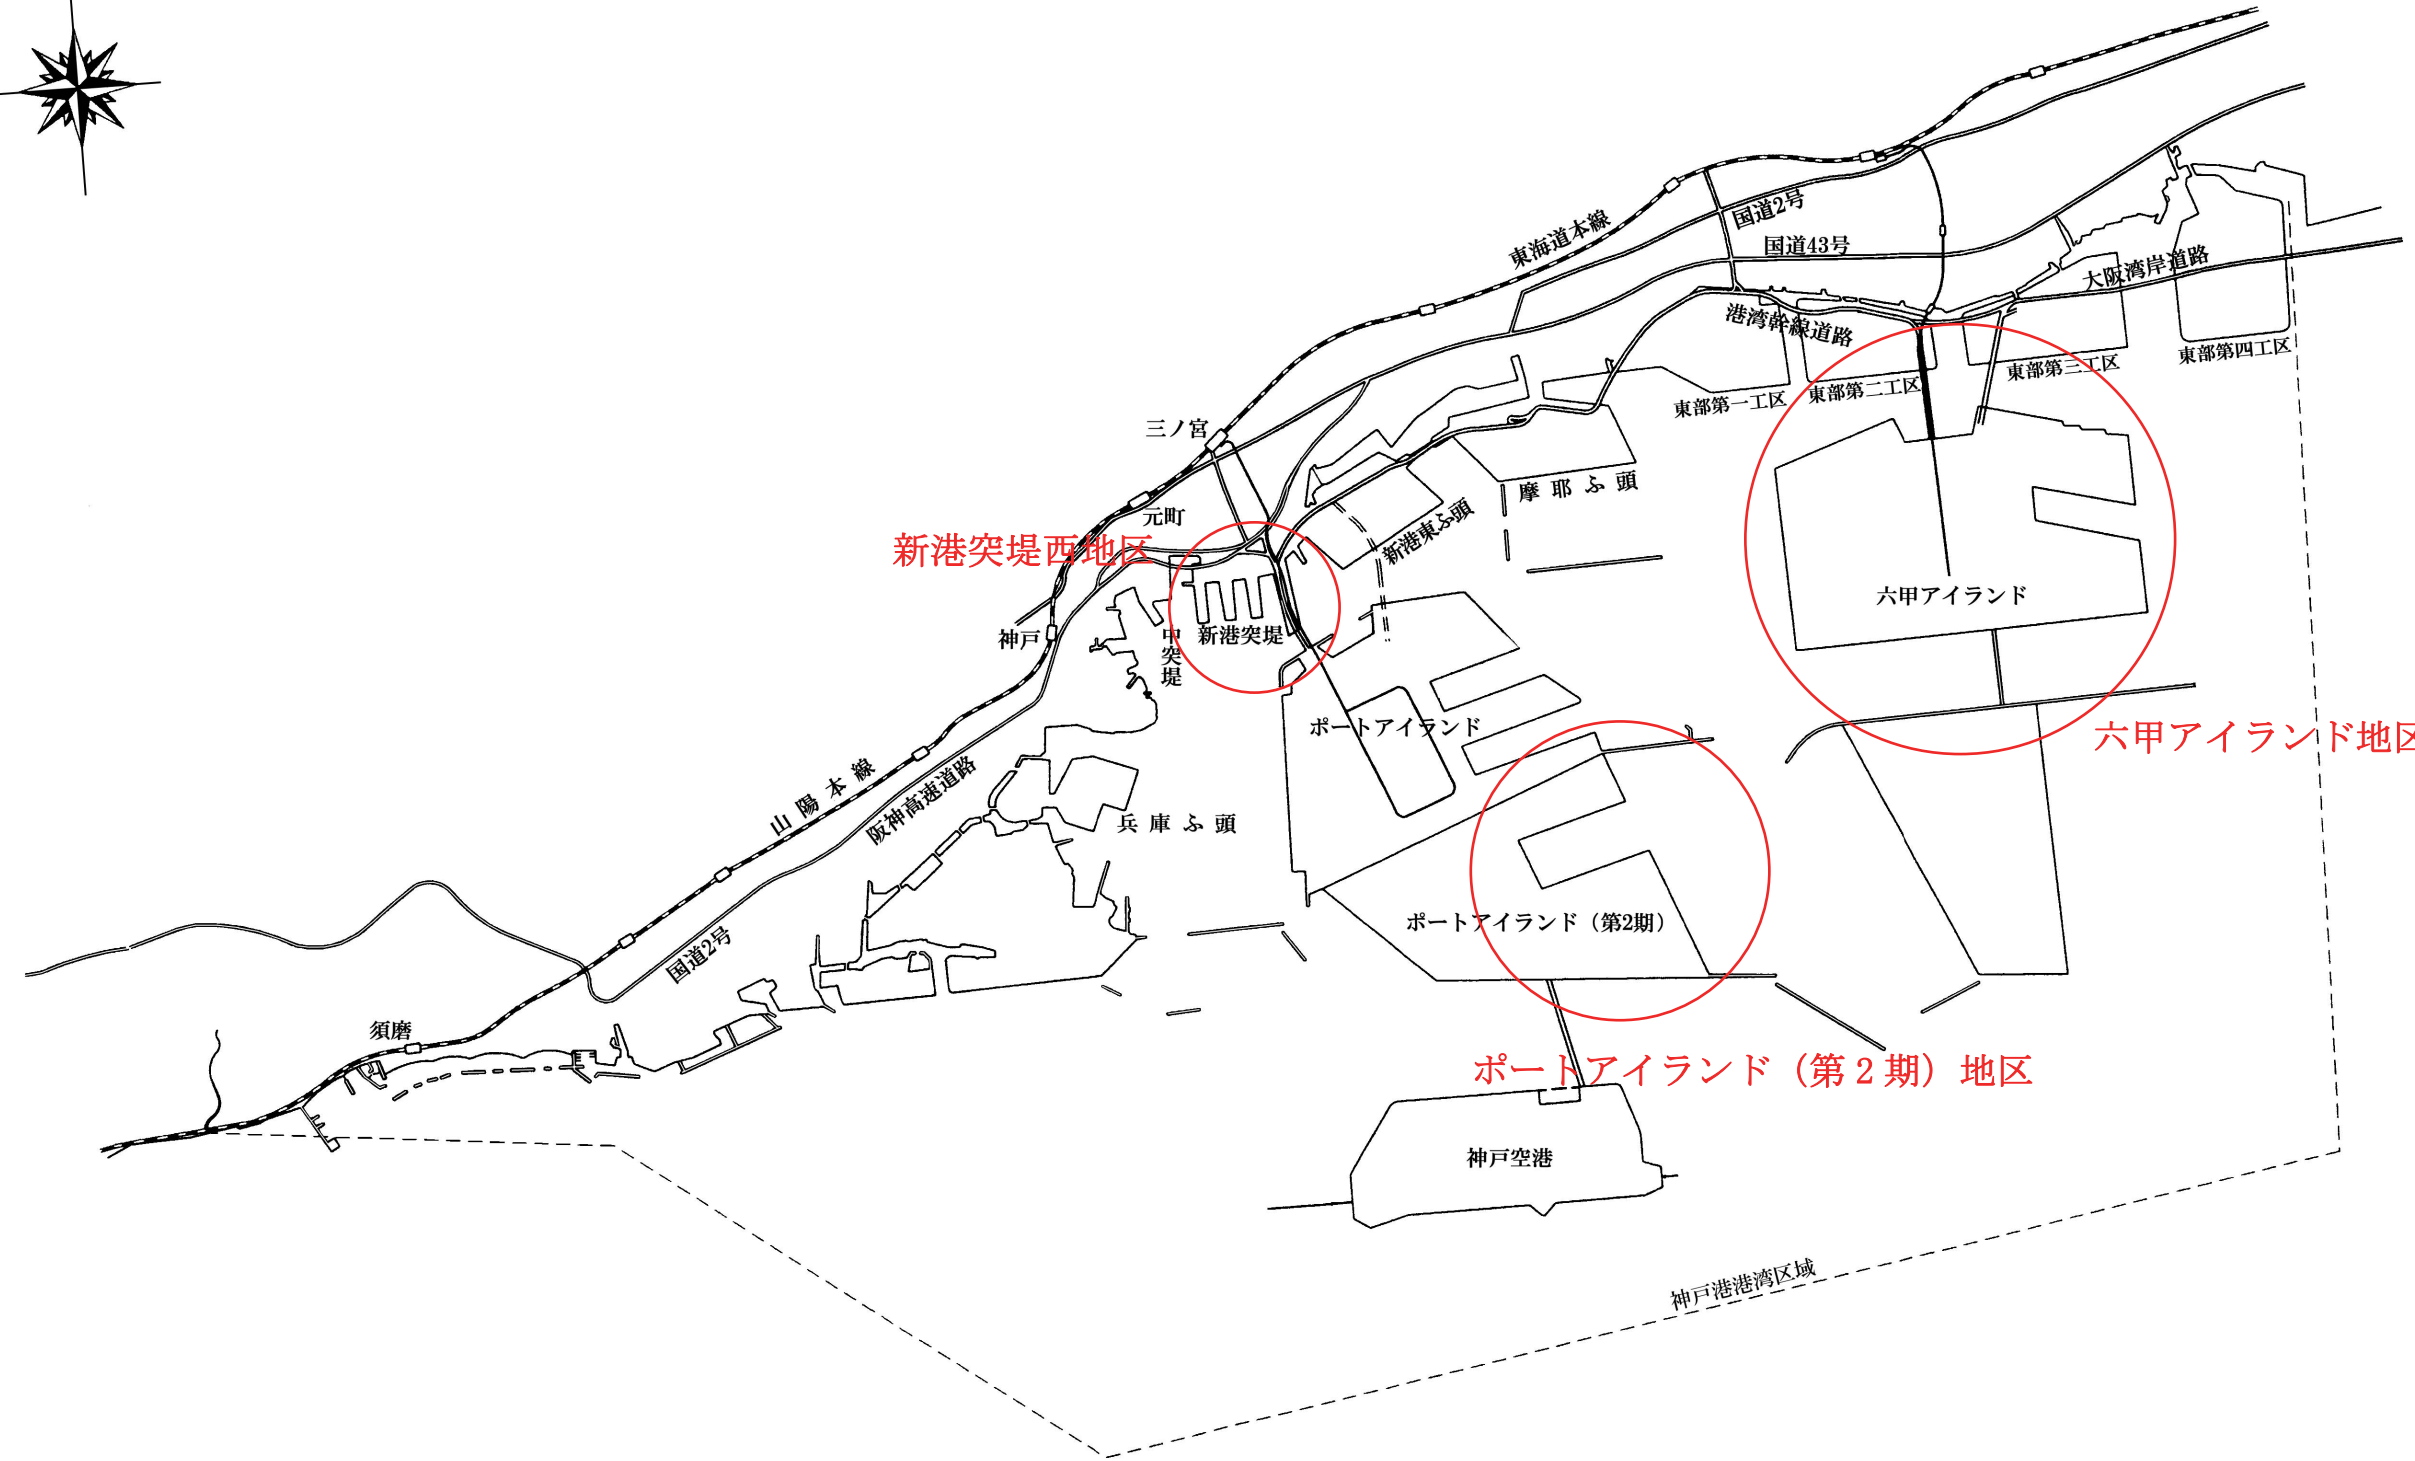 東海道本線
国道2号
国道43号
大阪湾岸道路
港湾幹線道路
東部第四工区
東部第三工区
東部第二工区
東部第一工区
三ノ宮
元町
摩耶ふ頭
新港東ふ頭
新港突堤西地区
六甲アイランド
神戸
新港突堤
中突堤
ポートアイランド
六甲アイランド地区
山陽本線
阪神高速道路
兵庫ふ頭
ポートアイランド（第2期）
国道2号
須磨
ポートアイランド（第２期）地区
神戸空港
神戸港港湾区域